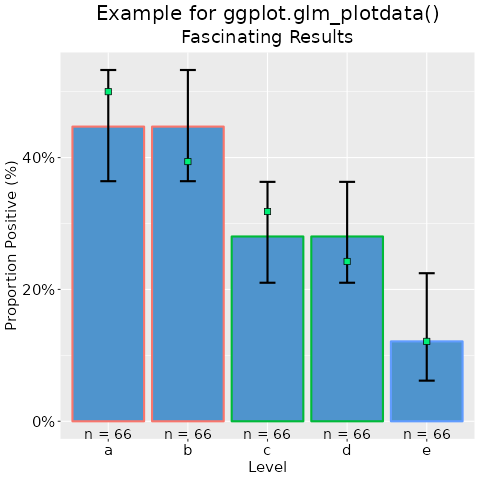 Example for ggplot.glm_plotdata()
Fascinating Results
Proportion Positive (%)
40%
20%
0%
n = 66 n = 66 n = 66 n = 66 n = 66
a b c d e
Level